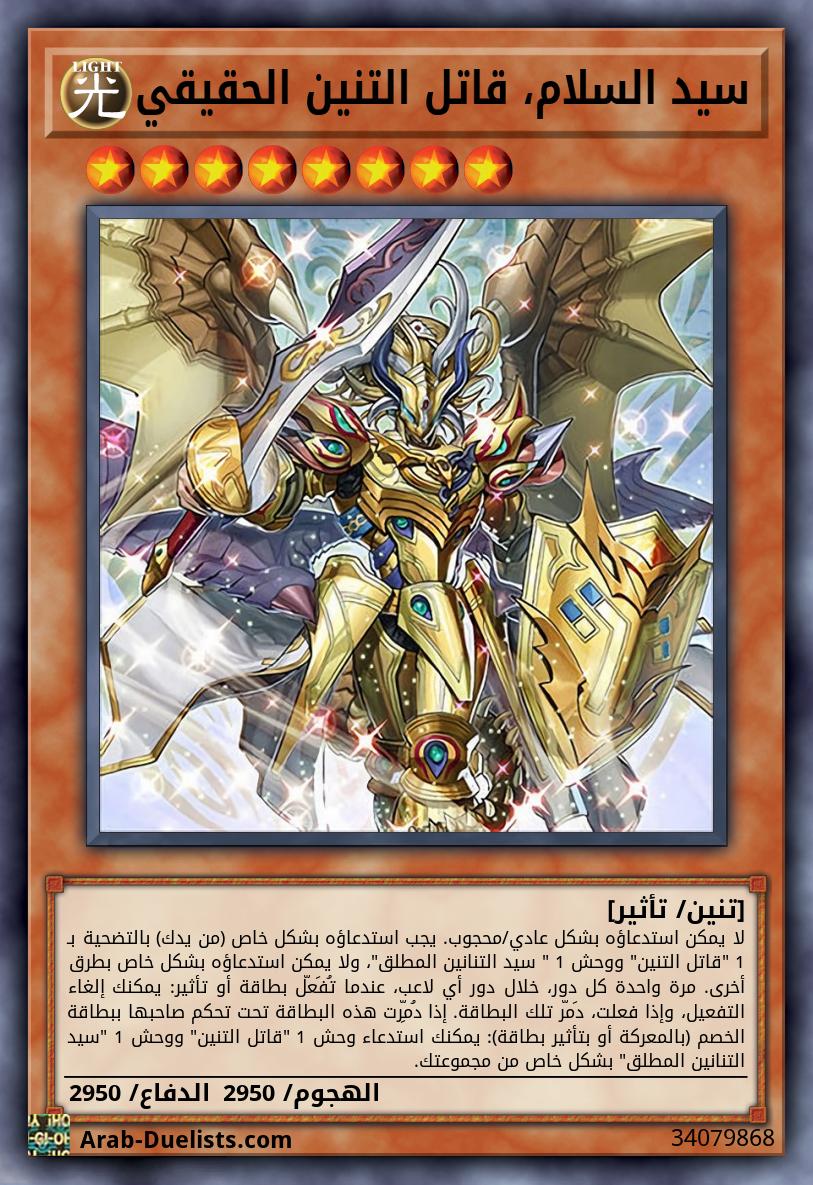 LIGHT
光
سيد السلام، قاتل التنين الحقيقي
[تنين/ تأثير]
لا يمكن استدعاؤه بشكل عادي/محجوب. يجب استدعاؤه بشكل خاص (من يدك) بالتضحية بـ
1 "قاتل التنين" ووحش 1 " سيد التنانين المطلق"، ولا يمكن استدعاؤه بشكل خاص بطرق
أخرى. مرة واحدة كل دور، خلال دور أي لاعب، عندما تُفَعَلّ بطاقة أو تأثير: يمكنك إلغاء
التفعيل، وإذا فعلت، دَمرّ تلك البطاقة. إذا دُمرِّت هذه البطاقة تحت تحكم صاحبها ببطاقة
الخصم (بالمعركة أو بتأثير بطاقة): يمكنك استدعاء وحش 1 "قاتل التنين" ووحش 1 "سيد
التنانين المطلق" بشكل خاص من مجموعتك.
الهجوم/ 2950 الدفاع/ 2950
Arab-Duelists.com
34079868